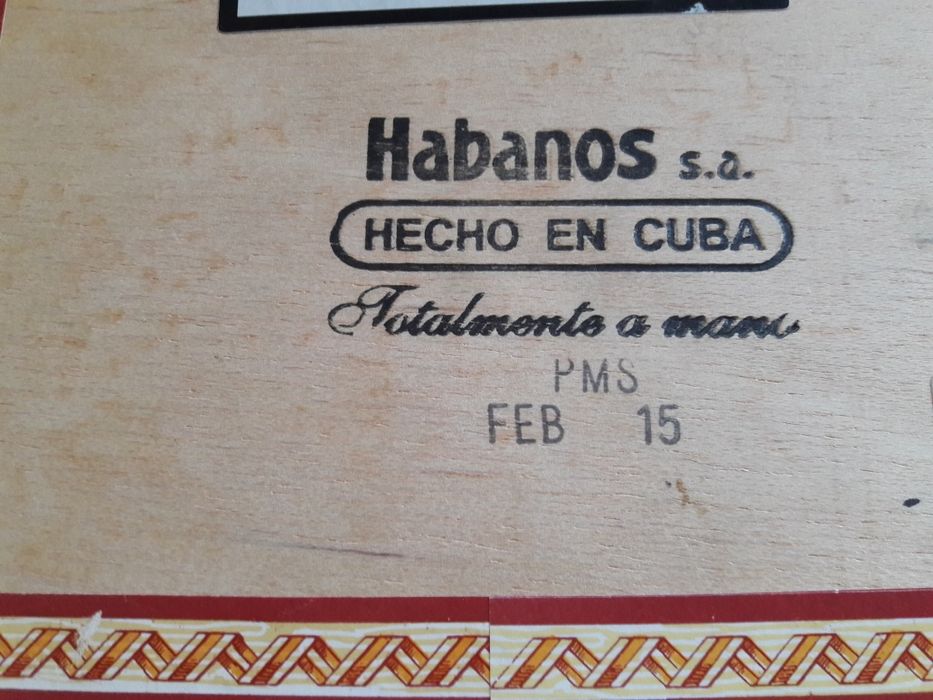 Habanos s.a.
HECHO EN CUBA
Totalmente a mano
PMS
FEB 15